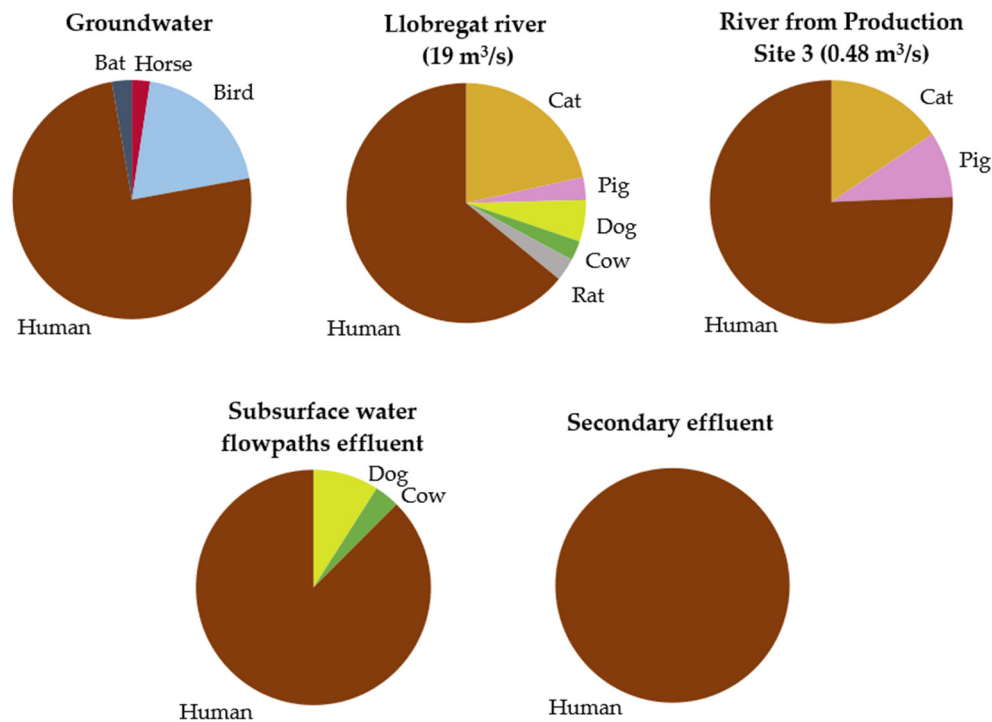 Groundwater
Bat
Horse
Bird
Human
Llobregat river
(19 m³/s)
Cat
Pig
Dog
Cow
Rat
Human
River from Production
Site 3 (0.48 m³/s)
Cat
Pig
Human
Subsurface water
flowpaths effluent
Dog
Cow
Human
Secondary effluent
Human